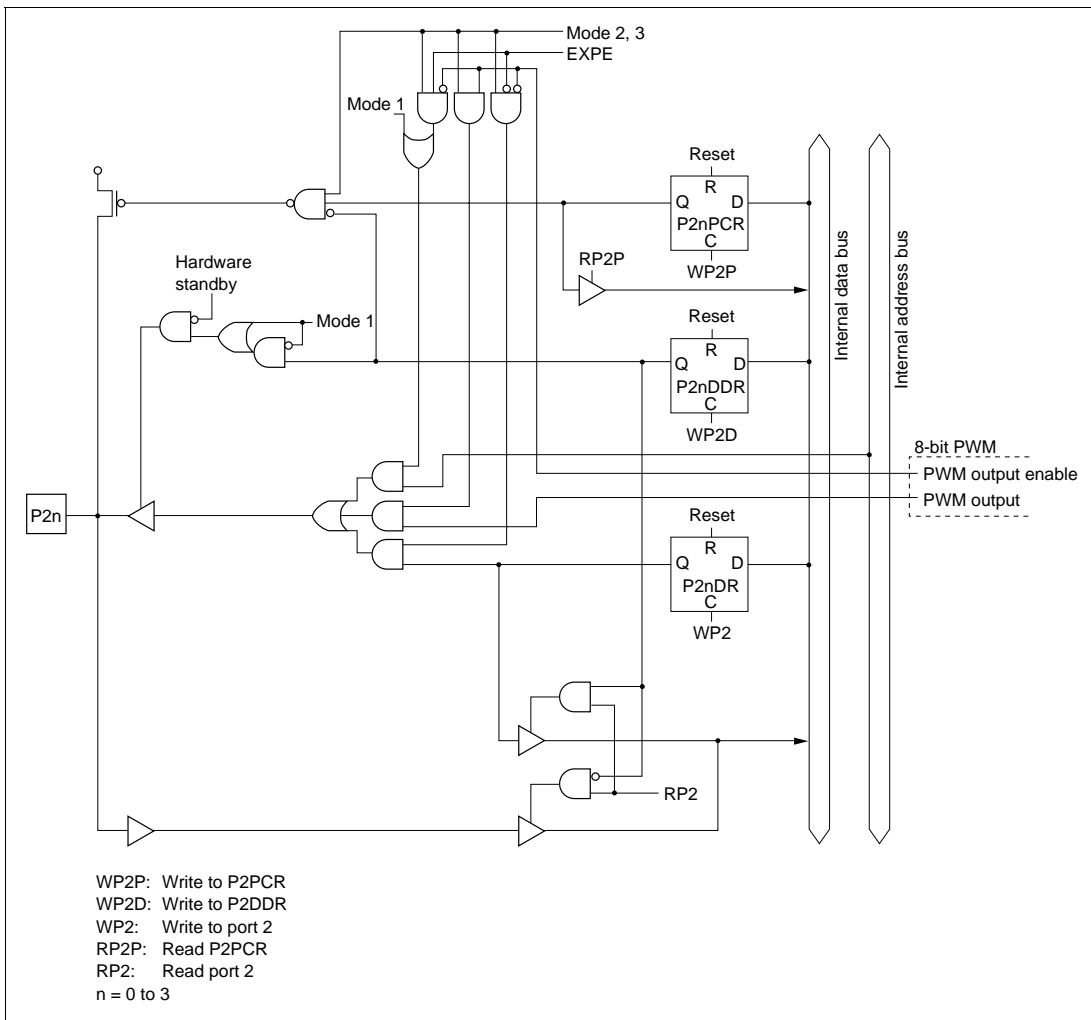 Mode 2, 3
EXPE
Mode 1
Reset
R
Q D
P2nPCR
C
WP2P
RP2P
Hardware
standby
Mode 1
Reset
R
Q D
P2nDDR
C
WP2D
Internal data bus
Internal address bus
8-bit PWM
PWM output enable
PWM output
P2n
Reset
R
Q D
P2nDR
C
WP2
RP2
WP2P: Write to P2PCR
WP2D: Write to P2DDR
WP2: Write to port 2
RP2P: Read P2PCR
RP2: Read port 2
n = 0 to 3